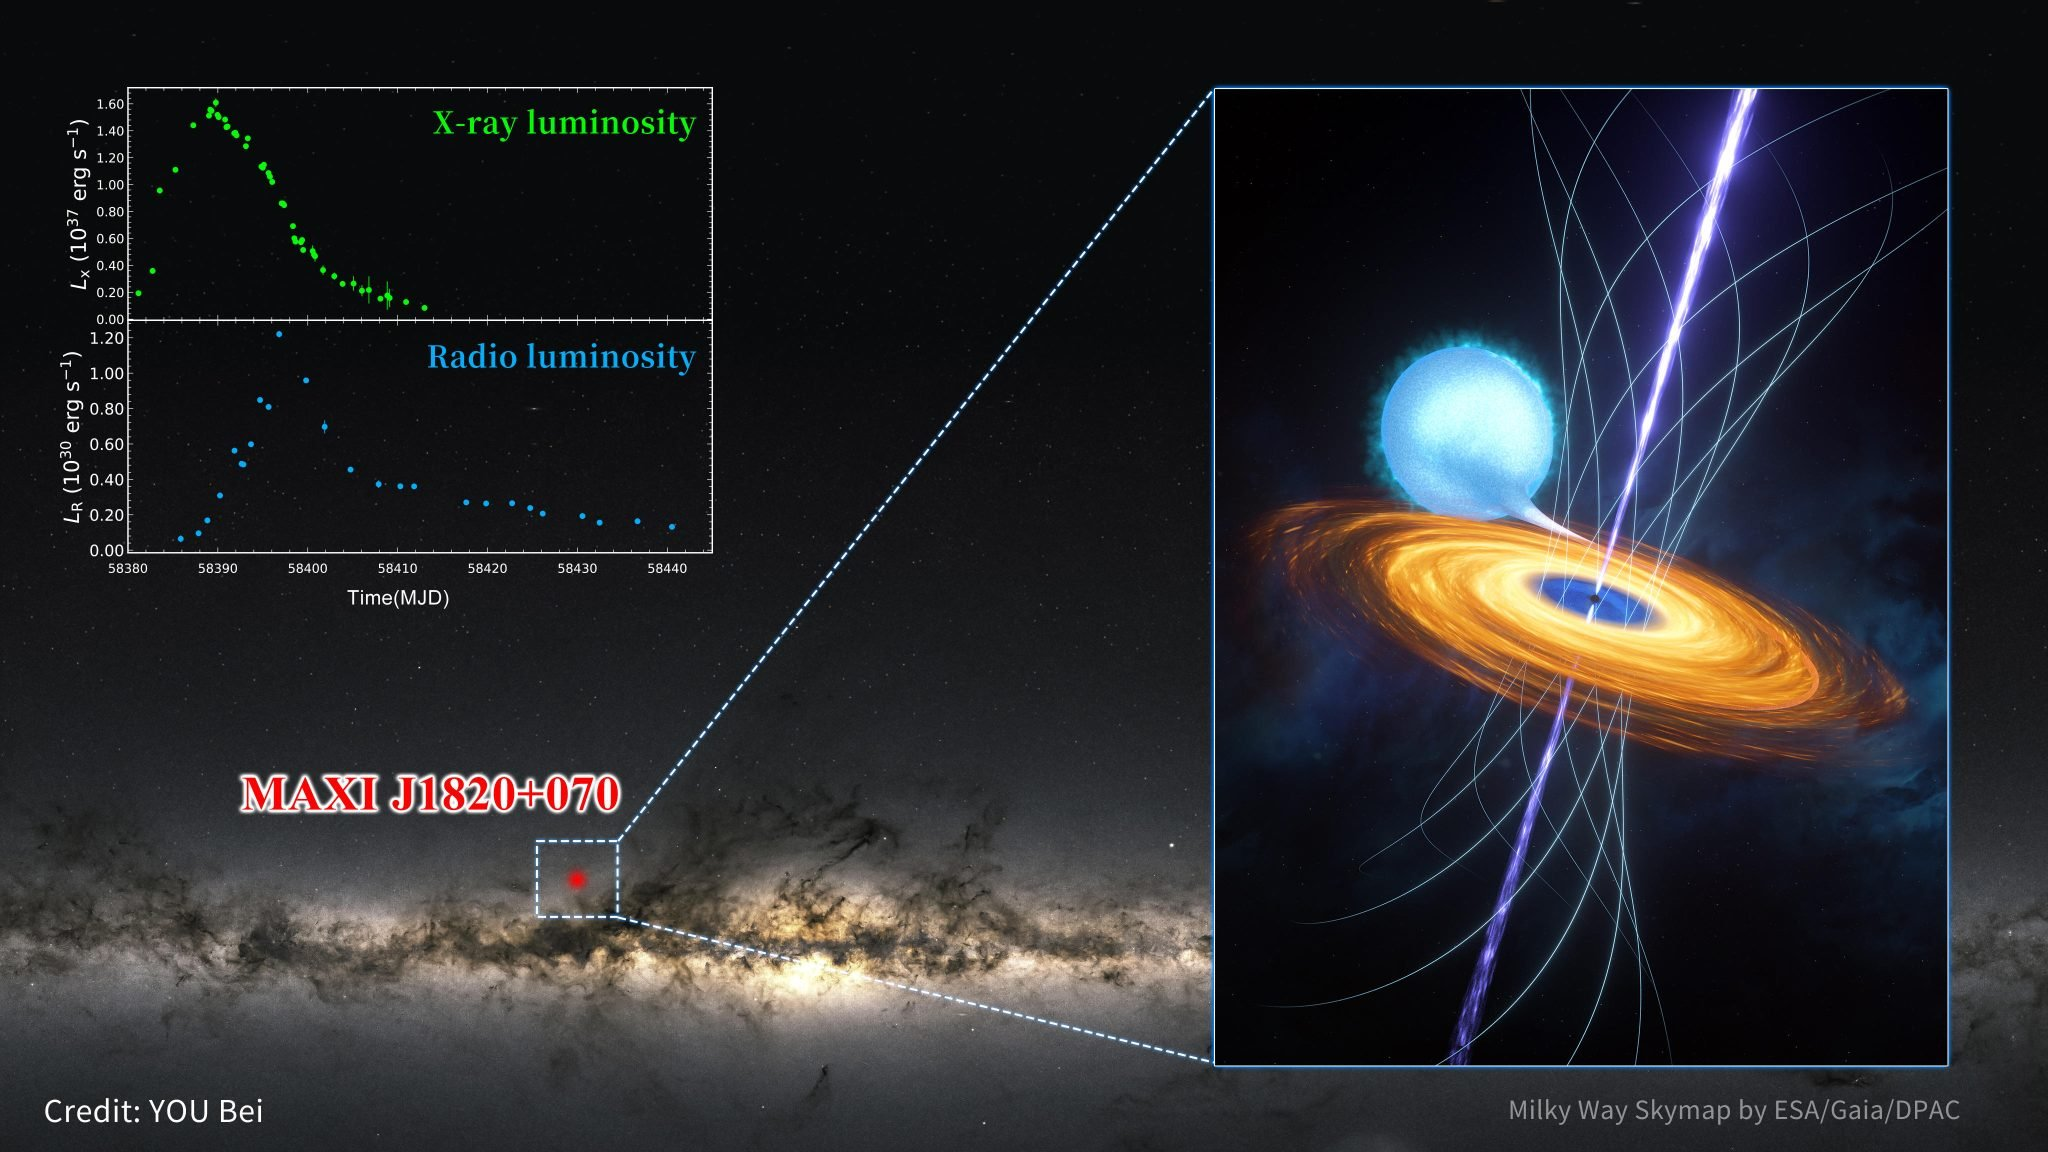 X-ray luminosity
Lx (10^37 erg s^-1)
1.60
1.40
1.20
1.00
0.80
0.60
0.40
0.20
0.00
Radio luminosity
LR (10^30 erg s^-1)
1.20
1.00
0.80
0.60
0.40
0.20
0.00
58380 58390 58400 58410 58420 58430 58440
Time(MJD)
MAXI J1820+070
Credit: YOU Bei
Milky Way Skymap by ESA/Gaia/DPAC